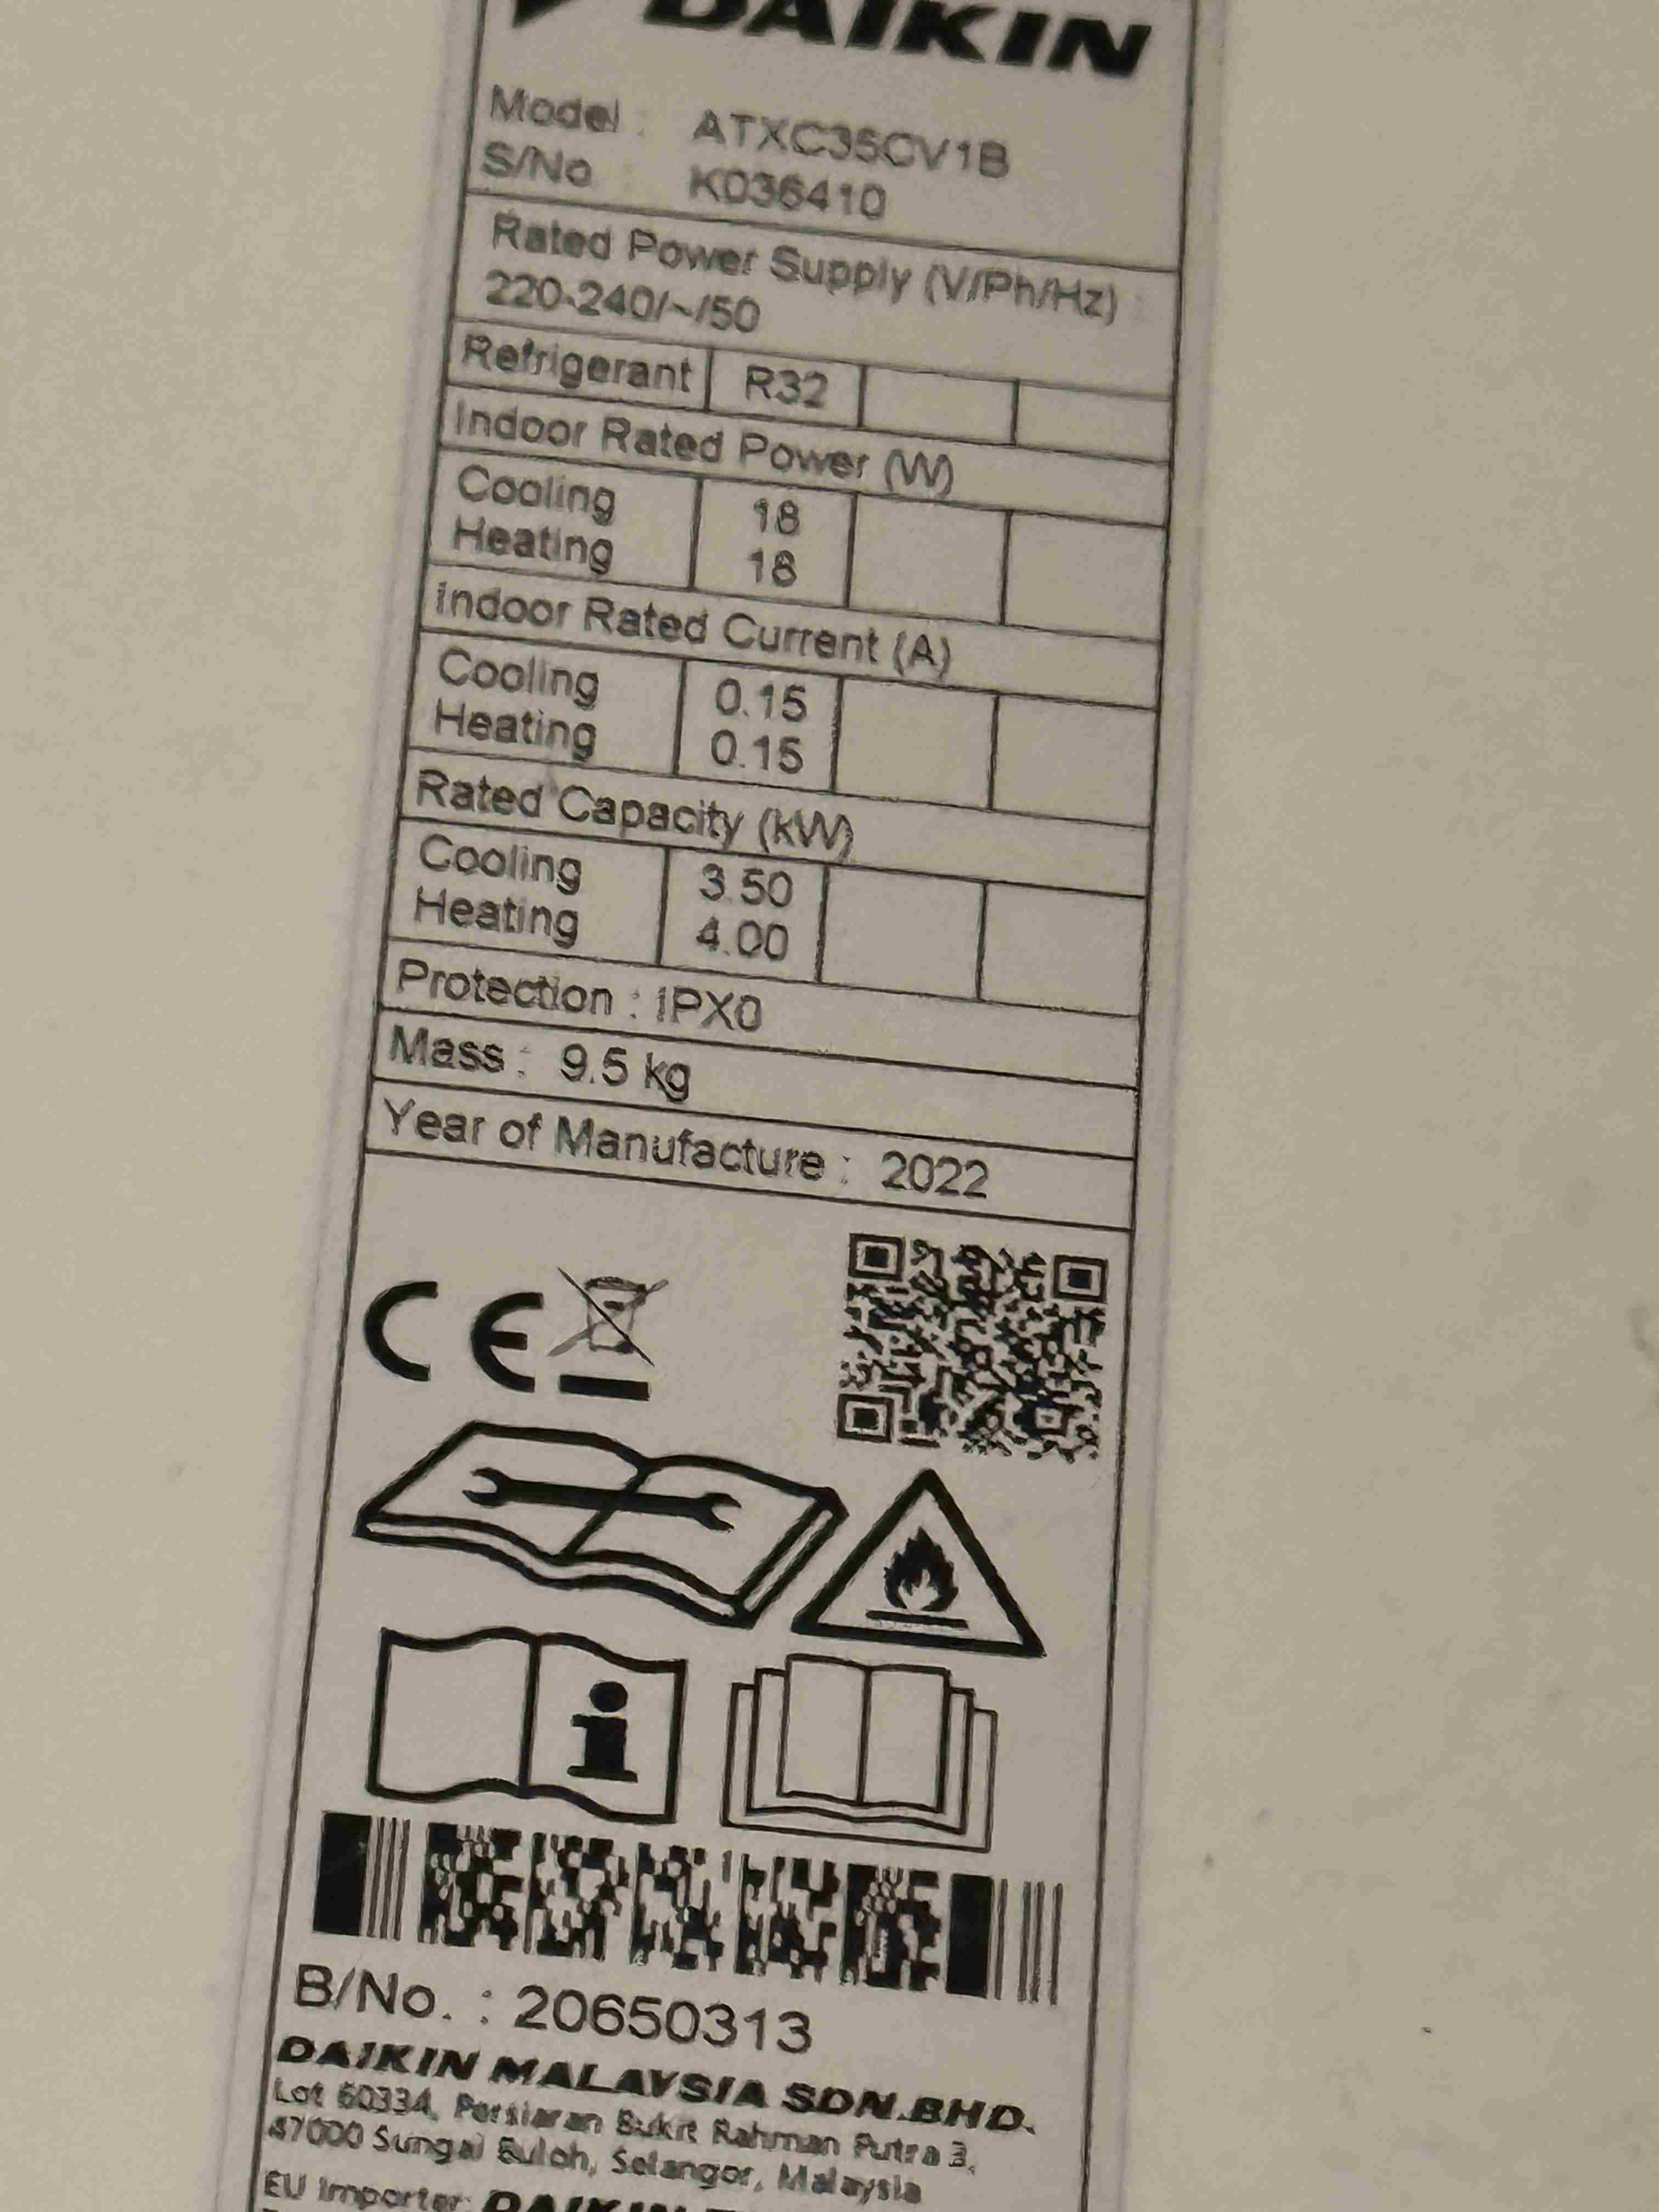 DAIKIN
Model : ATXC35CV1B
S/No : K036410
Rated Power Supply (V/Ph/Hz) :
220-240/~/50
Refrigerant R32
Indoor Rated Power (W)
Cooling 18
Heating 18
Indoor Rated Current (A)
Cooling 0.15
Heating 0.15
Rated Capacity (kW)
Cooling 3.50
Heating 4.00
Protection : IPX0
Mass : 9.5 kg
Year of Manufacture : 2022
CE
i
B/No. : 20650313
DAIKIN MALAYSIA SDN.BHD.
Lot 60334, Persiaran Bukit Rahman Putra 3,
47000 Sungai Buloh, Selangor, Malaysia
EU Importer: DAIKIN